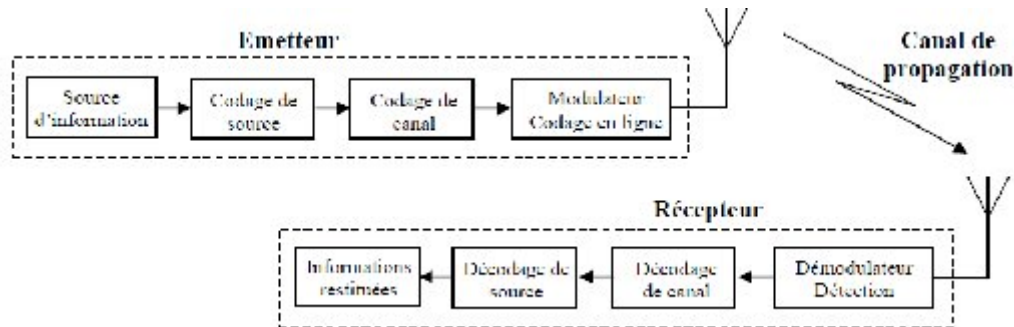 Emetteur
Canal de
propagation
Source
d'information
Codage de
source
Codage de
canal
Modulateur
Codage en ligne
Récepteur
Informations
restituées
Décodage de
source
Décodage
de canal
Démodulateur
Détection